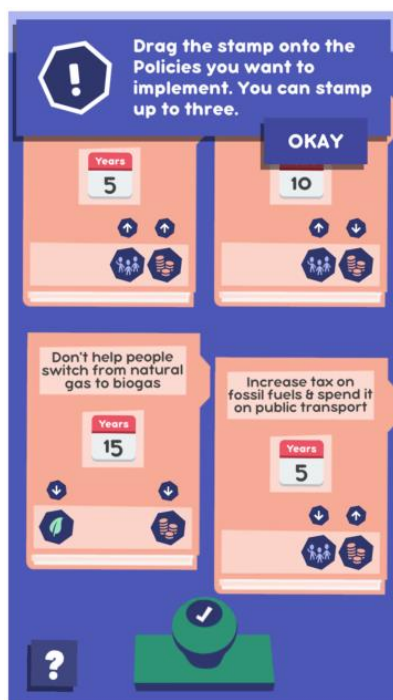 !
Drag the stamp onto the
Policies you want to
implement. You can stamp
up to three.
OKAY
Years
5
10
Don't help people
switch from natural
gas to biogas
Years
15
Increase tax on
fossil fuels & spend it
on public transport
Years
5
?